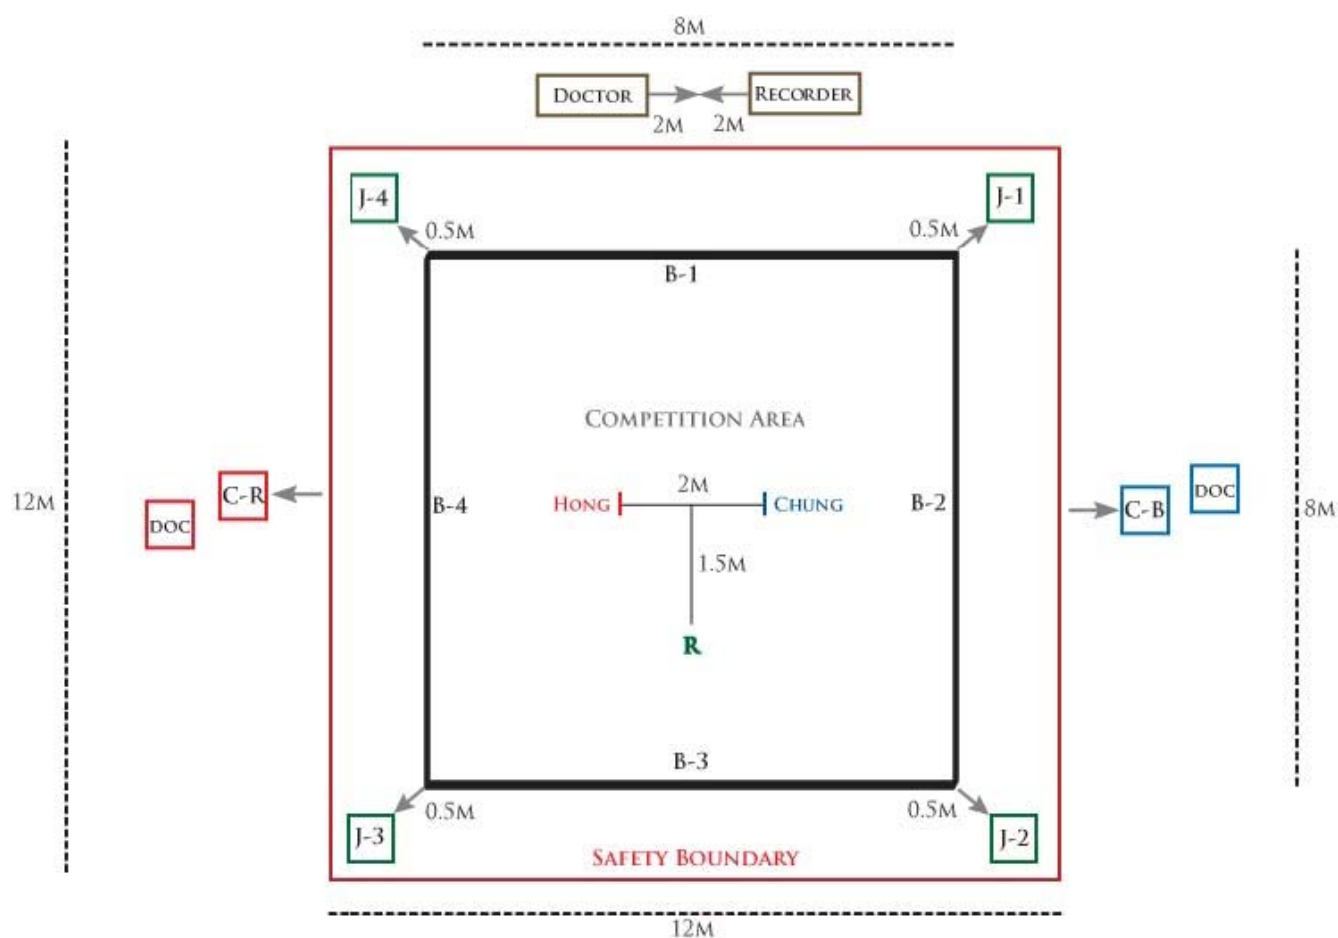 8M
DOCTOR
RECORDER
2M 2M
J-4
J-1
0.5M
0.5M
B-1
COMPETITION AREA
12M
DOC
C-R
B-4
HONG
2M
CHUNG
B-2
C-B
DOC
8M
1.5M
R
B-3
0.5M
0.5M
J-3
J-2
SAFETY BOUNDARY
12M